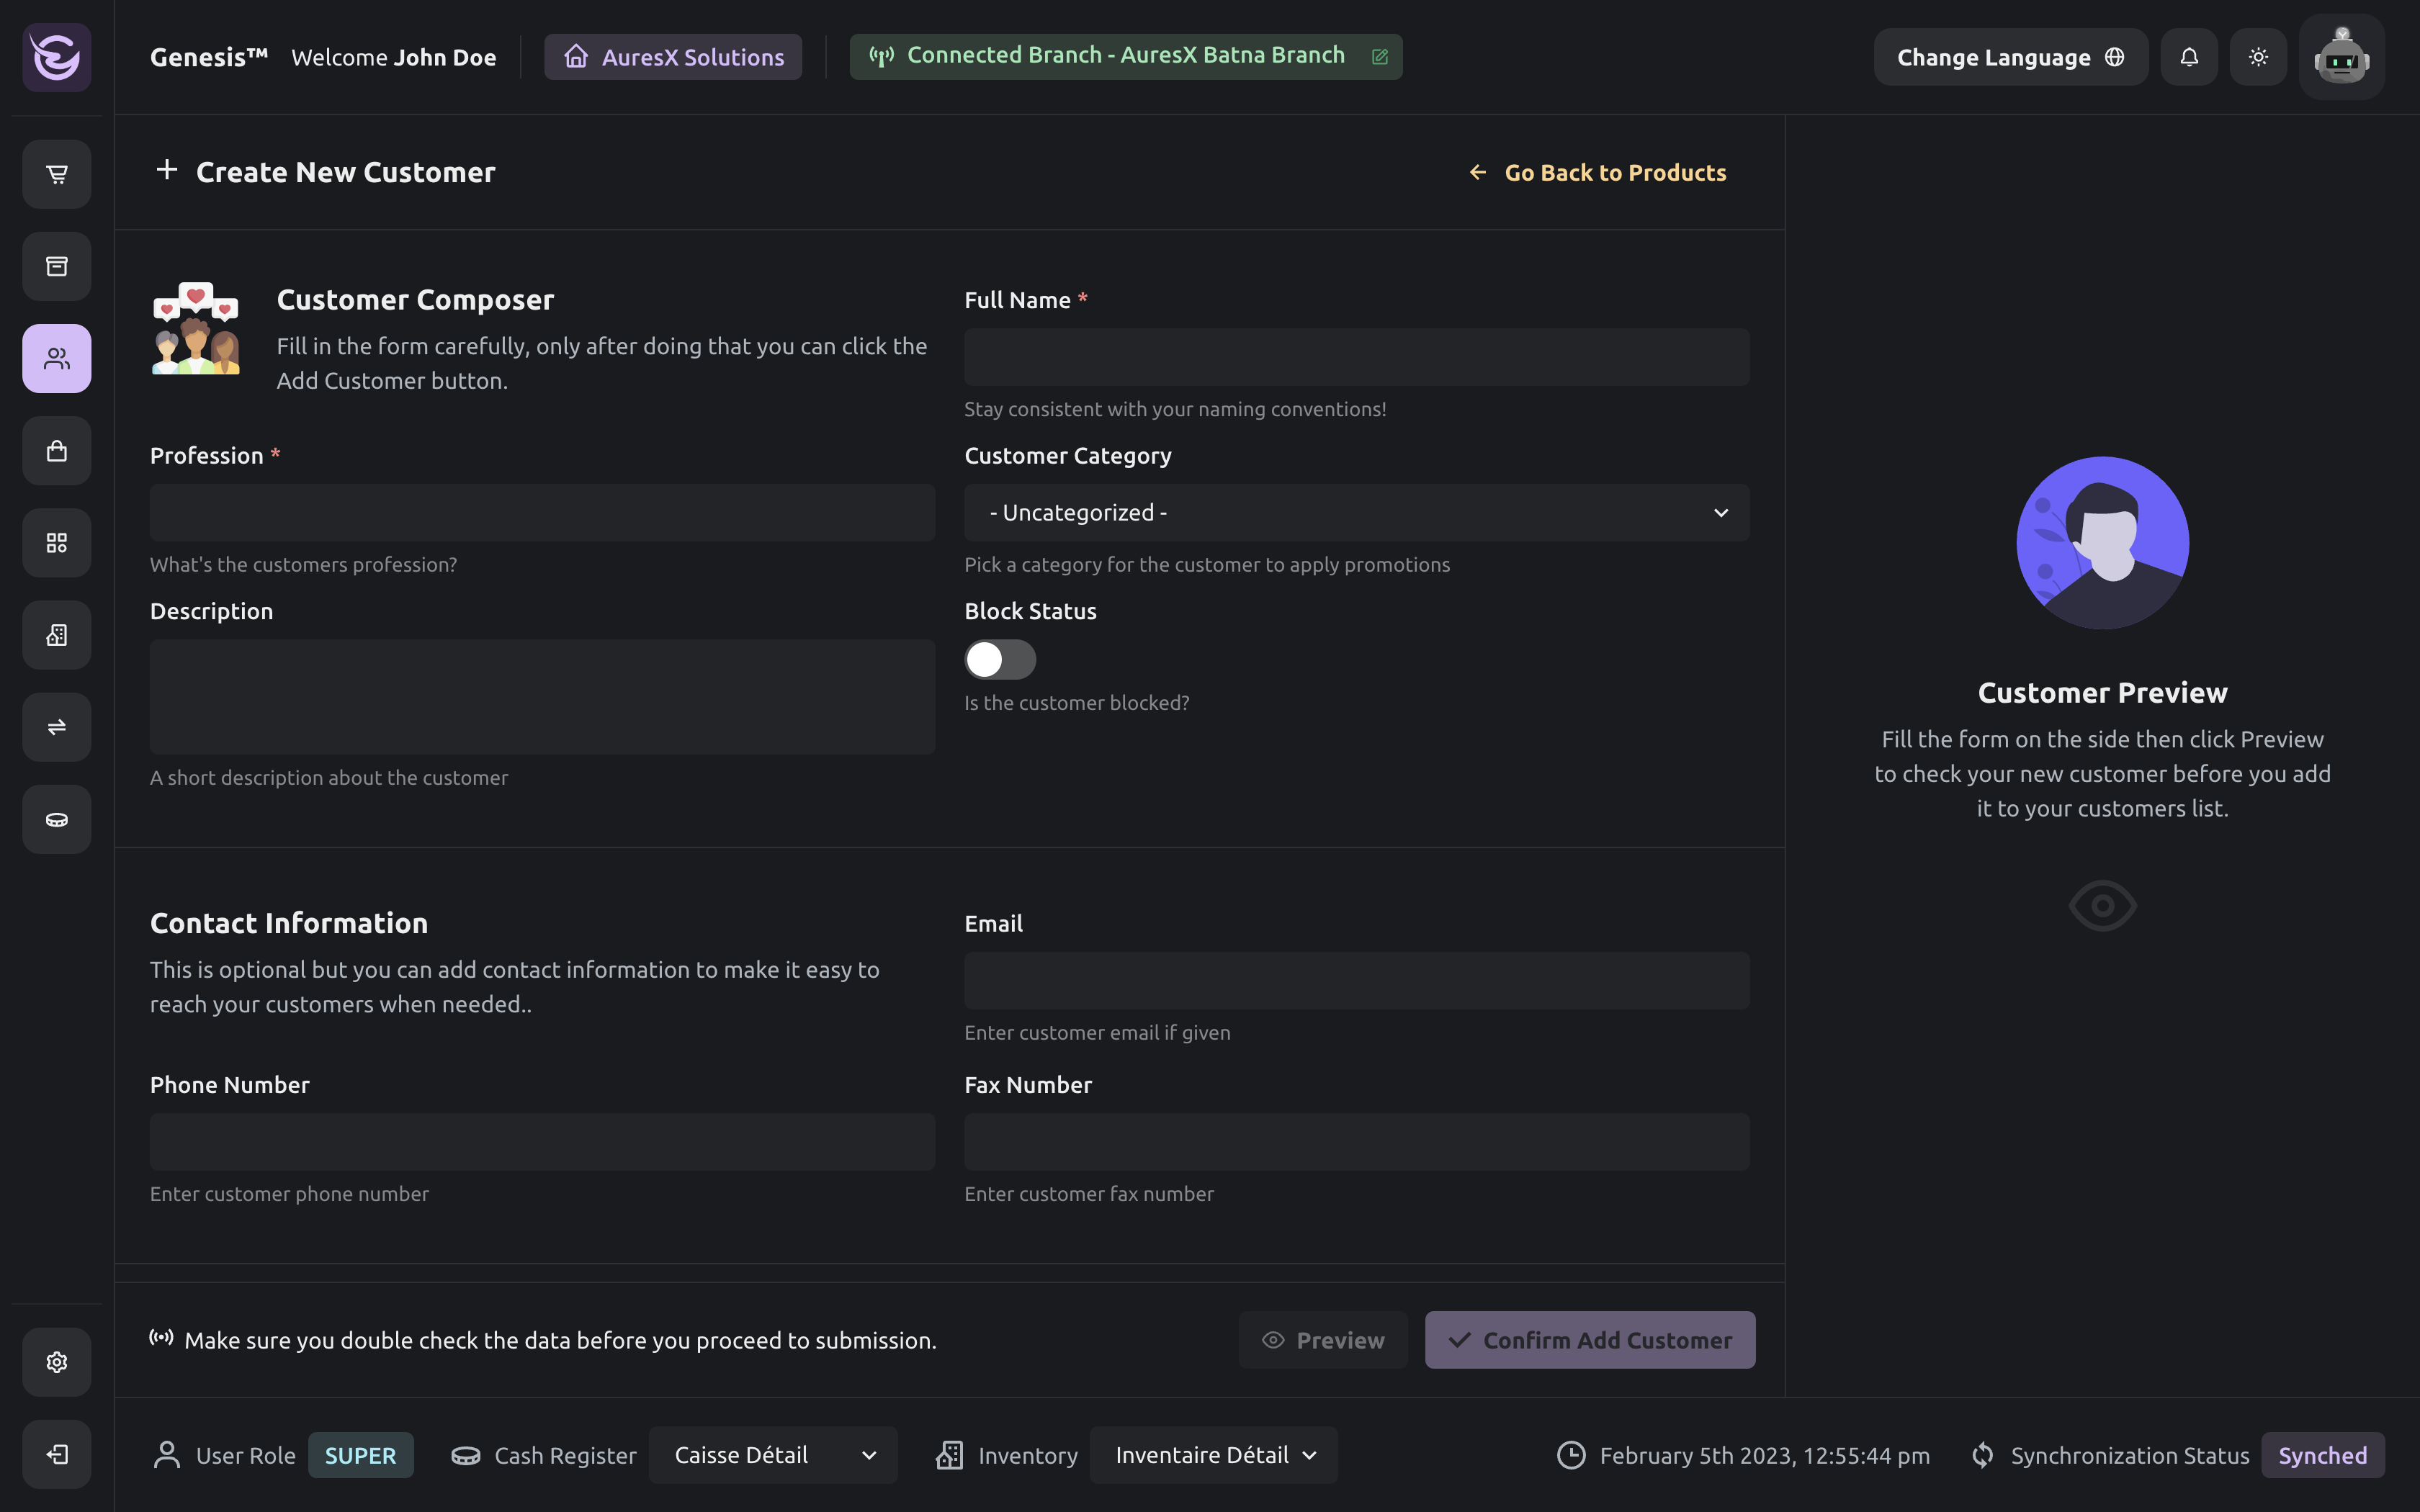 Genesis™ Welcome John Doe
AuresX Solutions
Connected Branch - AuresX Batna Branch
Change Language
Create New Customer
Go Back to Products
Customer Composer
Fill in the form carefully, only after doing that you can click the
Add Customer button.
Full Name *
Stay consistent with your naming conventions!
Profession *
What's the customers profession?
Customer Category
- Uncategorized -
Pick a category for the customer to apply promotions
Description
A short description about the customer
Block Status
Is the customer blocked?
Contact Information
This is optional but you can add contact information to make it easy to
reach your customers when needed..
Email
Enter customer email if given
Phone Number
Enter customer phone number
Fax Number
Enter customer fax number
Customer Preview
Fill the form on the side then click Preview
to check your new customer before you add
it to your customers list.
Make sure you double check the data before you proceed to submission.
Preview
Confirm Add Customer
User Role SUPER
Cash Register Caisse Détail
Inventory Inventaire Détail
February 5th 2023, 12:55:44 pm
Synchronization Status Synched